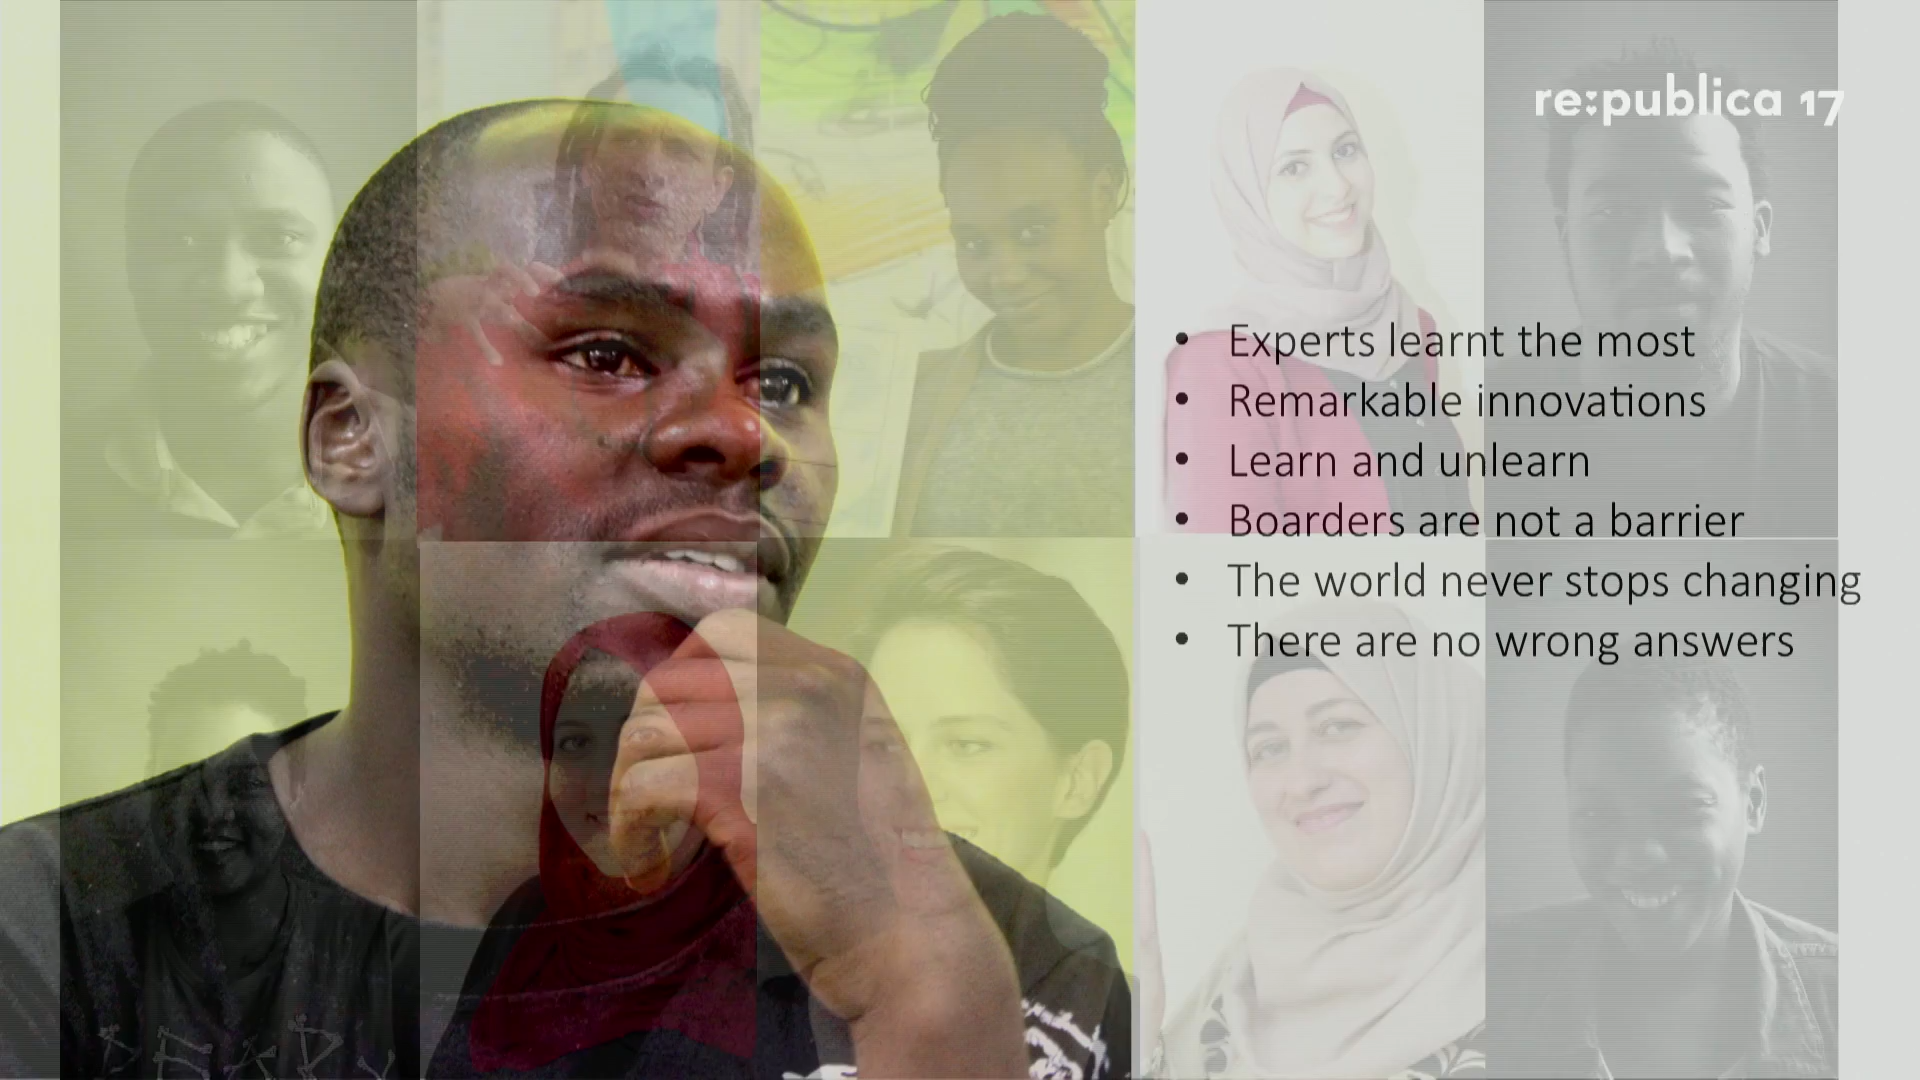 re:publica 17
• Experts learnt the most
• Remarkable innovations
• Learn and unlearn
• Boarders are not a barrier
• The world never stops changing
• There are no wrong answers